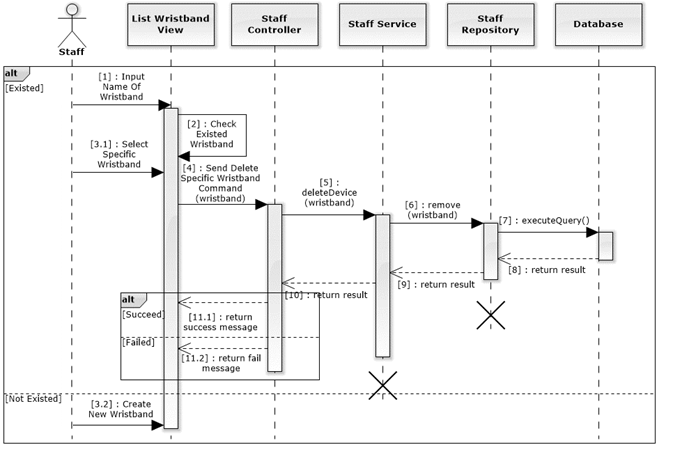 List Wristband
View
Staff
Controller
Staff Service
Staff
Repository
Database
Staff
alt
[Existed]
[1] : Input
Name Of
Wristband
[2] : Check
Existed
Wristband
[3.1] : Select
Specific
Wristband
[4] : Send Delete
Specific Wristband
Command
(wristband)
[5] :
deleteDevice
(wristband)
[6] : remove
(wristband)
[7] : executeQuery()
[8] : return result
[9] : return result
[10] : return result
alt
[Succeed]
[11.1] : return
success message
[Failed]
[11.2] : return fail
message
[Not Existed]
[3.2] : Create
New Wristband